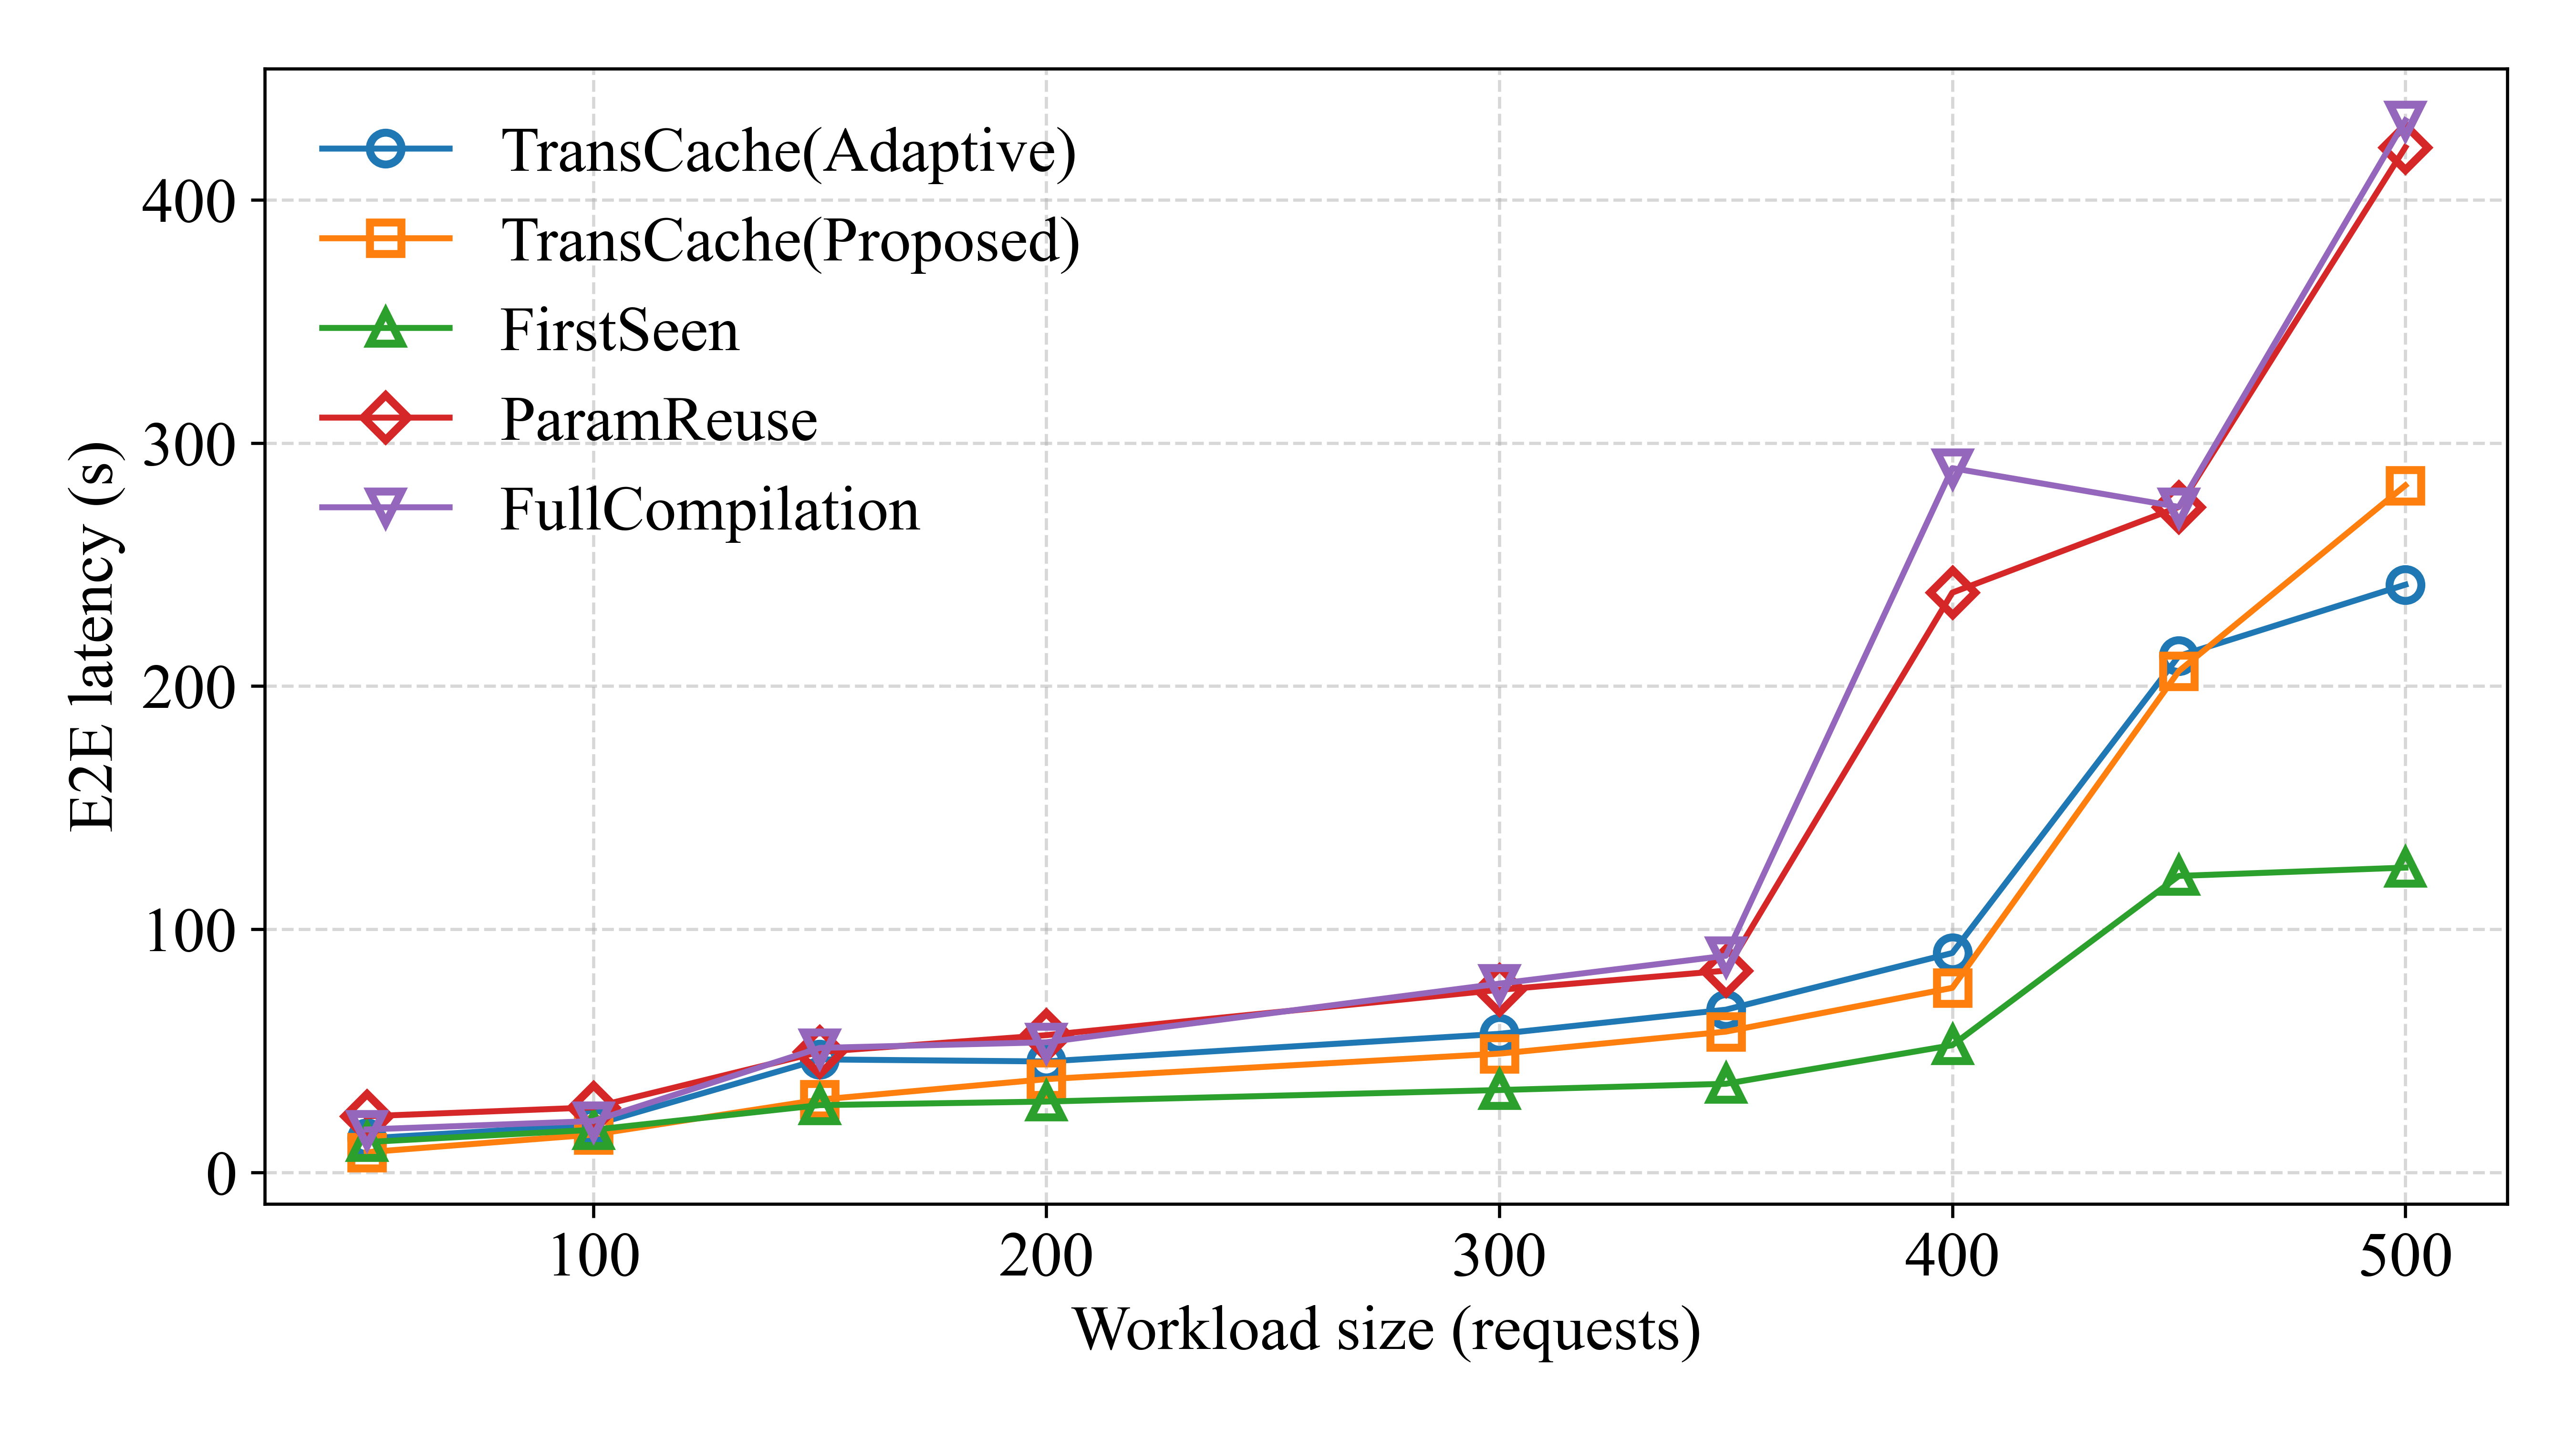 TransCache(Adaptive)
TransCache(Proposed)
FirstSeen
ParamReuse
FullCompilation
E2E latency (s)
400
300
200
100
0
100 200 300 400 500
Workload size (requests)